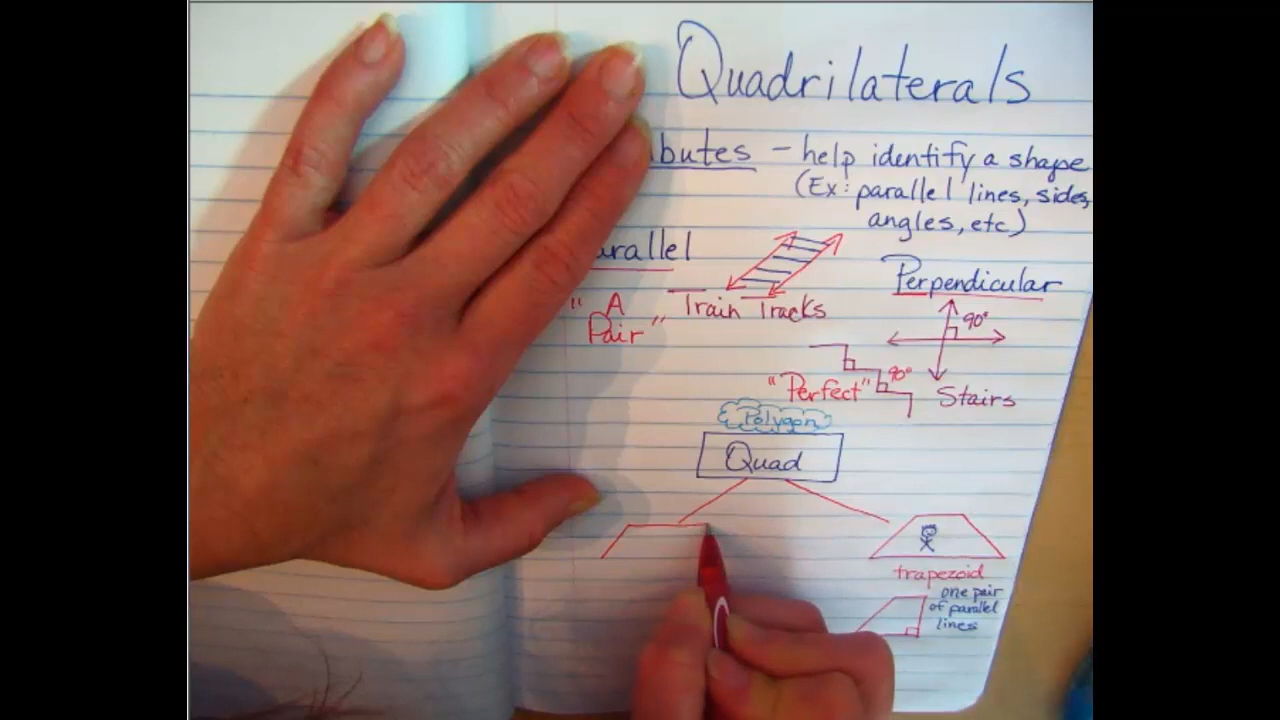 Quadrilaterals
butes - help identify a shape
(Ex: parallel lines, sides,
angles, etc)
arallel
Perpendicular
"A
Pair"
Train Tracks
90°
"Perfect"
90°
Stairs
Polygon
Quad
trapezoid
one pair
of parallel
lines